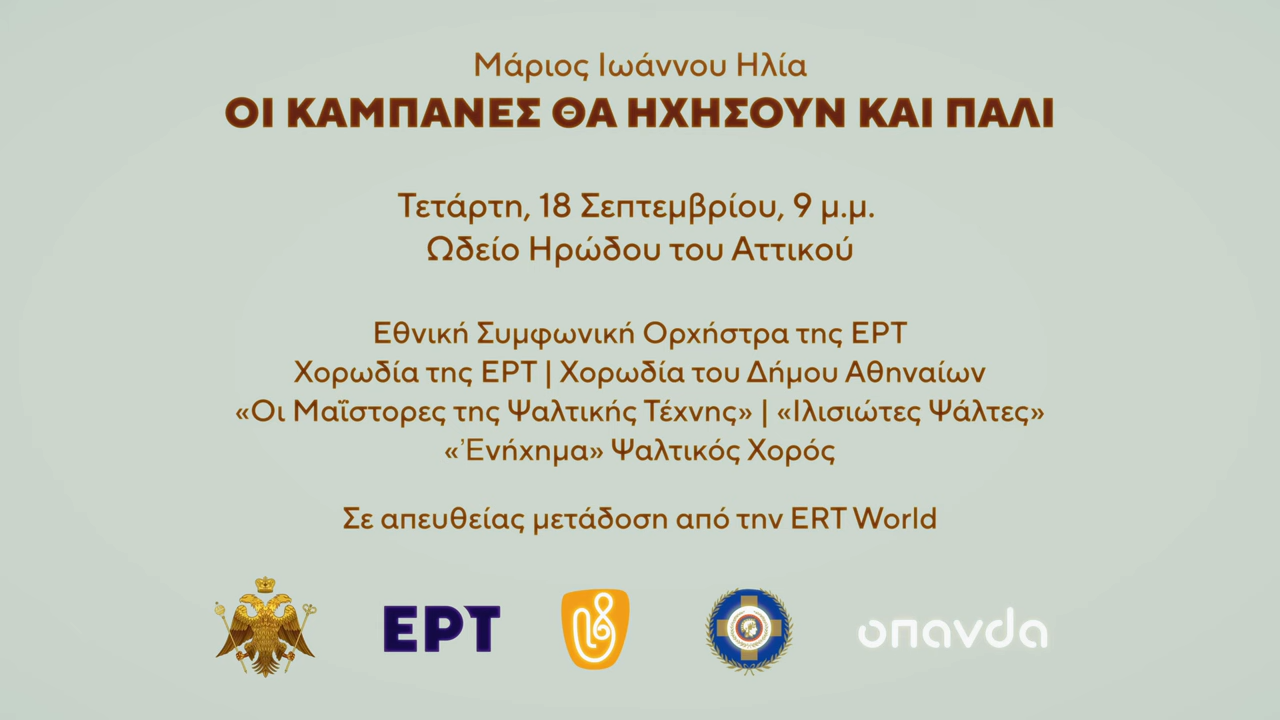 Μάριος Ιωάννου Ηλία
ΟΙ ΚΑΜΠΑΝΕΣ ΘΑ ΗΧΗΣΟΥΝ ΚΑΙ ΠΑΛΙ
Τετάρτη, 18 Σεπτεμβρίου, 9 μ.μ.
Ωδείο Ηρώδου του Αττικού
Εθνική Συμφωνική Ορχήστρα της ΕΡΤ
Χορωδία της ΕΡΤ | Χορωδία του Δήμου Αθηναίων
«Οι Μαΐστορες της Ψαλτικής Τέχνης» | «Ιλισιώτες Ψάλτες»
«Ἐνήχημα» Ψαλτικός Χορός
Σε απευθείας μετάδοση από την ERT World
ΕΡΤ
οπανda